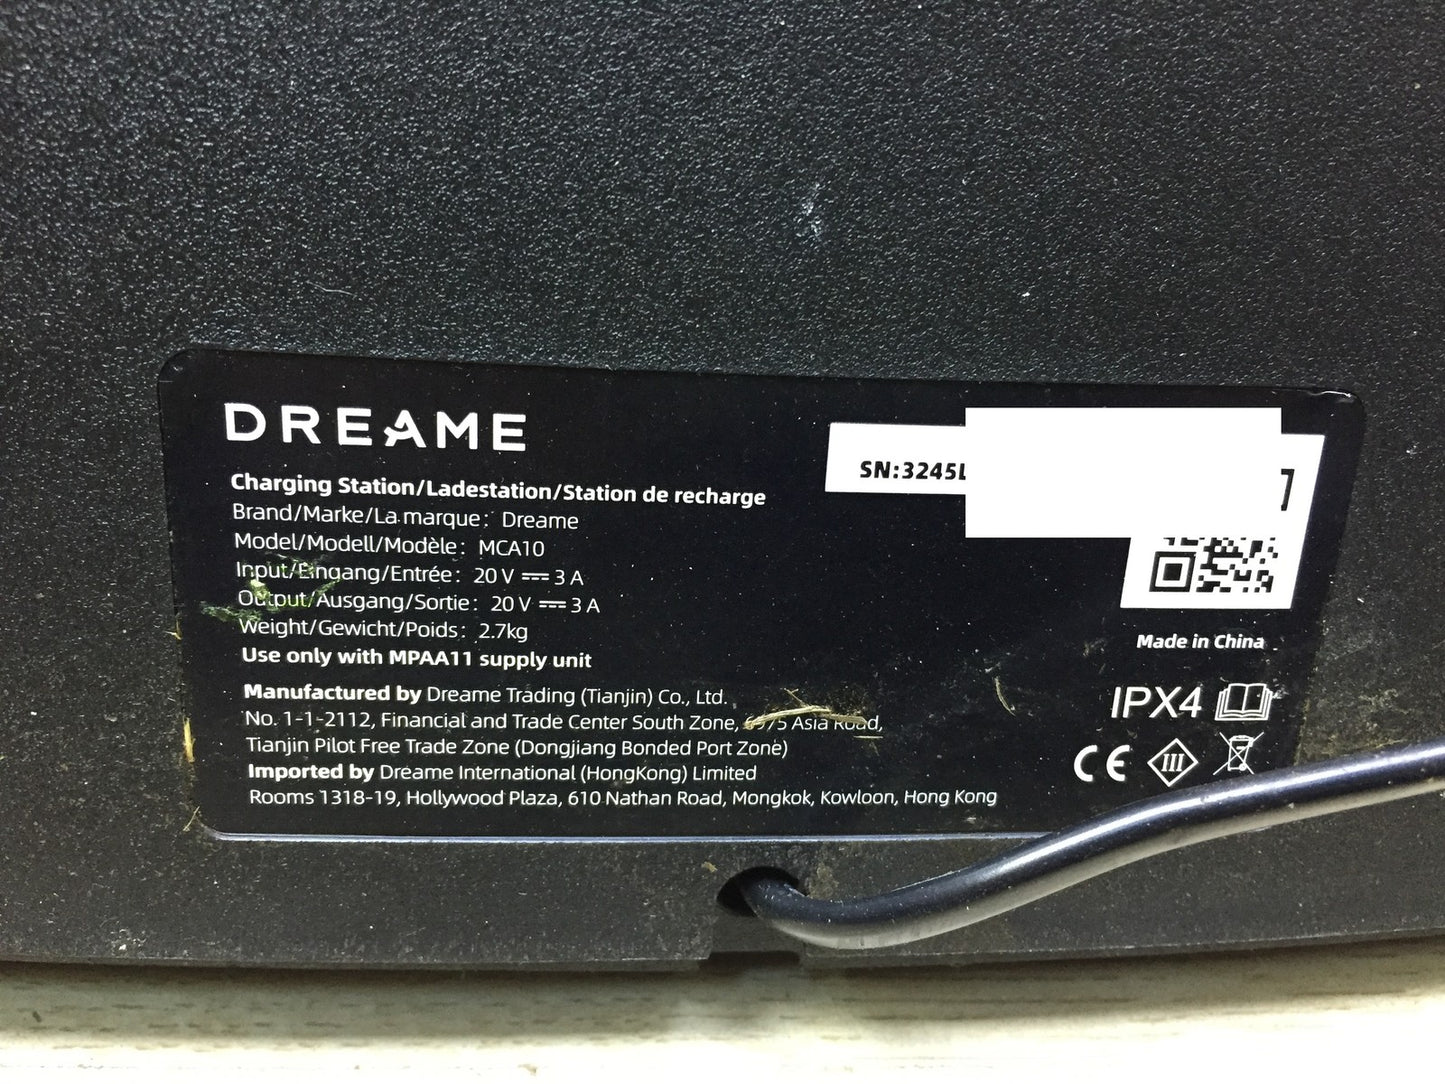 DREAME
Charging Station/Ladestation/Station de recharge
Brand/Marke/La marque: Dreame
Model/Modell/Modèle: MCA10
Input/Eingang/Entrée: 20 V ⎓ 3 A
Output/Ausgang/Sortie: 20 V ⎓ 3 A
Weight/Gewicht/Poids: 2.7kg
Use only with MPAA11 supply unit
Manufactured by Dreame Trading (Tianjin) Co., Ltd.
No. 1-1-2112, Financial and Trade Center South Zone, 6975 Asia Road,
Tianjin Pilot Free Trade Zone (Dongjiang Bonded Port Zone)
Imported by Dreame International (HongKong) Limited
Rooms 1318-19, Hollywood Plaza, 610 Nathan Road, Mongkok, Kowloon, Hong Kong
SN:3245L
Made in China
IPX4
CE III